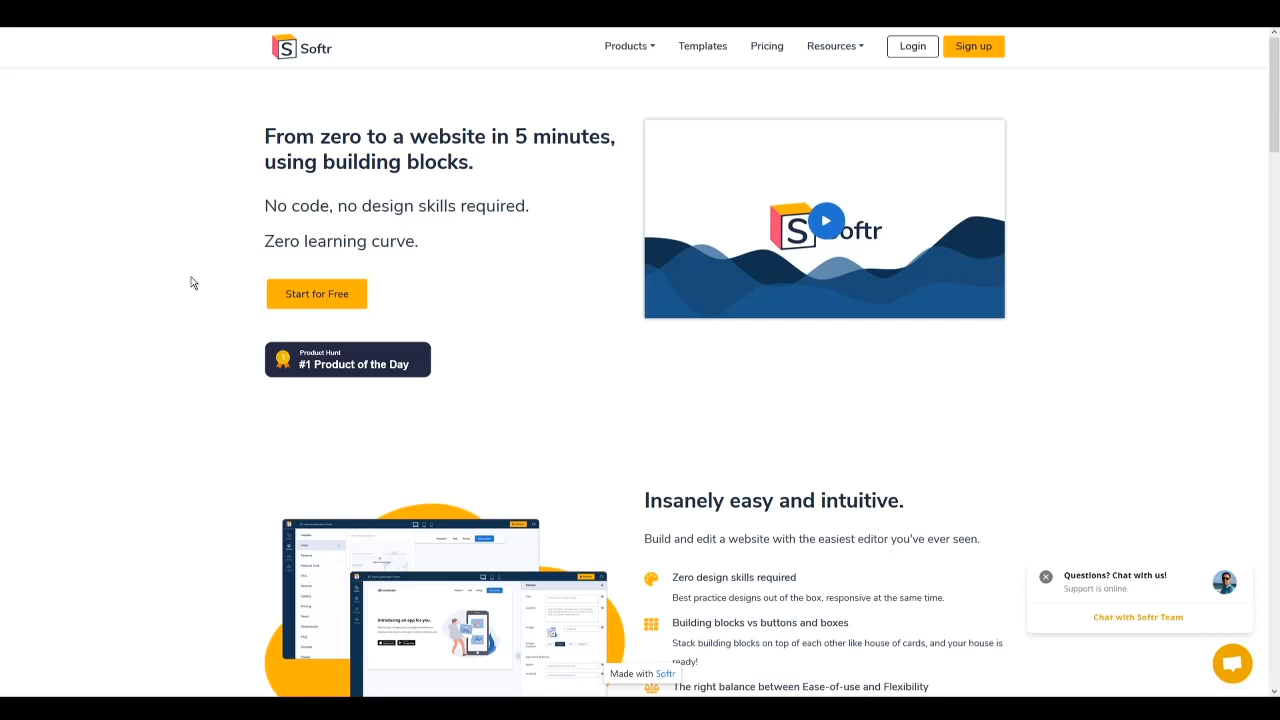 Softr
Products
Templates
Pricing
Resources
Login
Sign up
From zero to a website in 5 minutes,
using building blocks.
No code, no design skills required.
Zero learning curve.
Start for Free
Product Hunt
#1 Product of the Day
Softr
Insanely easy and intuitive.
Build and edit a website with the easiest editor you've ever seen.
Zero design skills required
Best practice designs out of the box, responsive at the same time.
Building blocks vs buttons and boxes
Stack building blocks on top of each other like house of cards, and your house is
ready!
The right balance between Ease-of-use and Flexibility
Introducing an app for you.
Made with Softr
Questions? Chat with us!
Support is online.
Chat with Softr Team